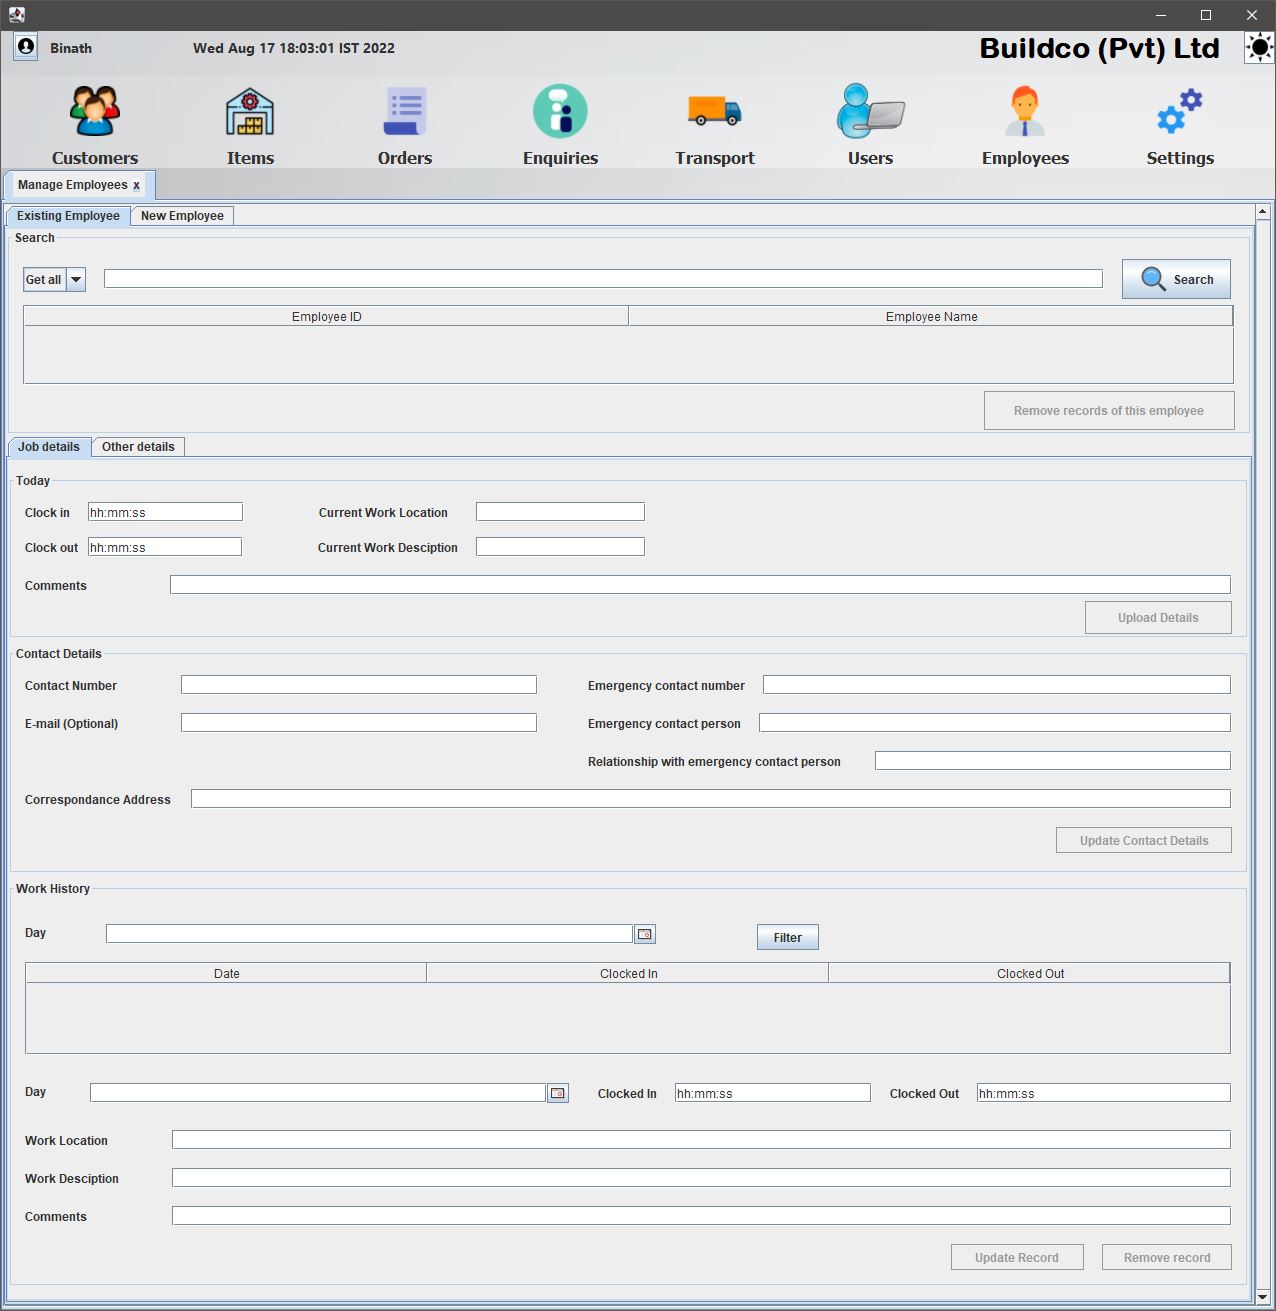 Binath Wed Aug 17 18:03:01 IST 2022 Buildco (Pvt) Ltd
Customers Items Orders Enquiries Transport Users Employees Settings
Manage Employees x
Existing Employee New Employee
Search
Get all Search
Employee ID Employee Name
Remove records of this employee
Job details Other details
Today
Clock in hh:mm:ss Current Work Location
Clock out hh:mm:ss Current Work Desciption
Comments
Upload Details
Contact Details
Contact Number Emergency contact number
E-mail (Optional) Emergency contact person
Relationship with emergency contact person
Correspondance Address
Update Contact Details
Work History
Day Filter
Date Clocked In Clocked Out
Day Clocked In hh:mm:ss Clocked Out hh:mm:ss
Work Location
Work Desciption
Comments
Update Record Remove record